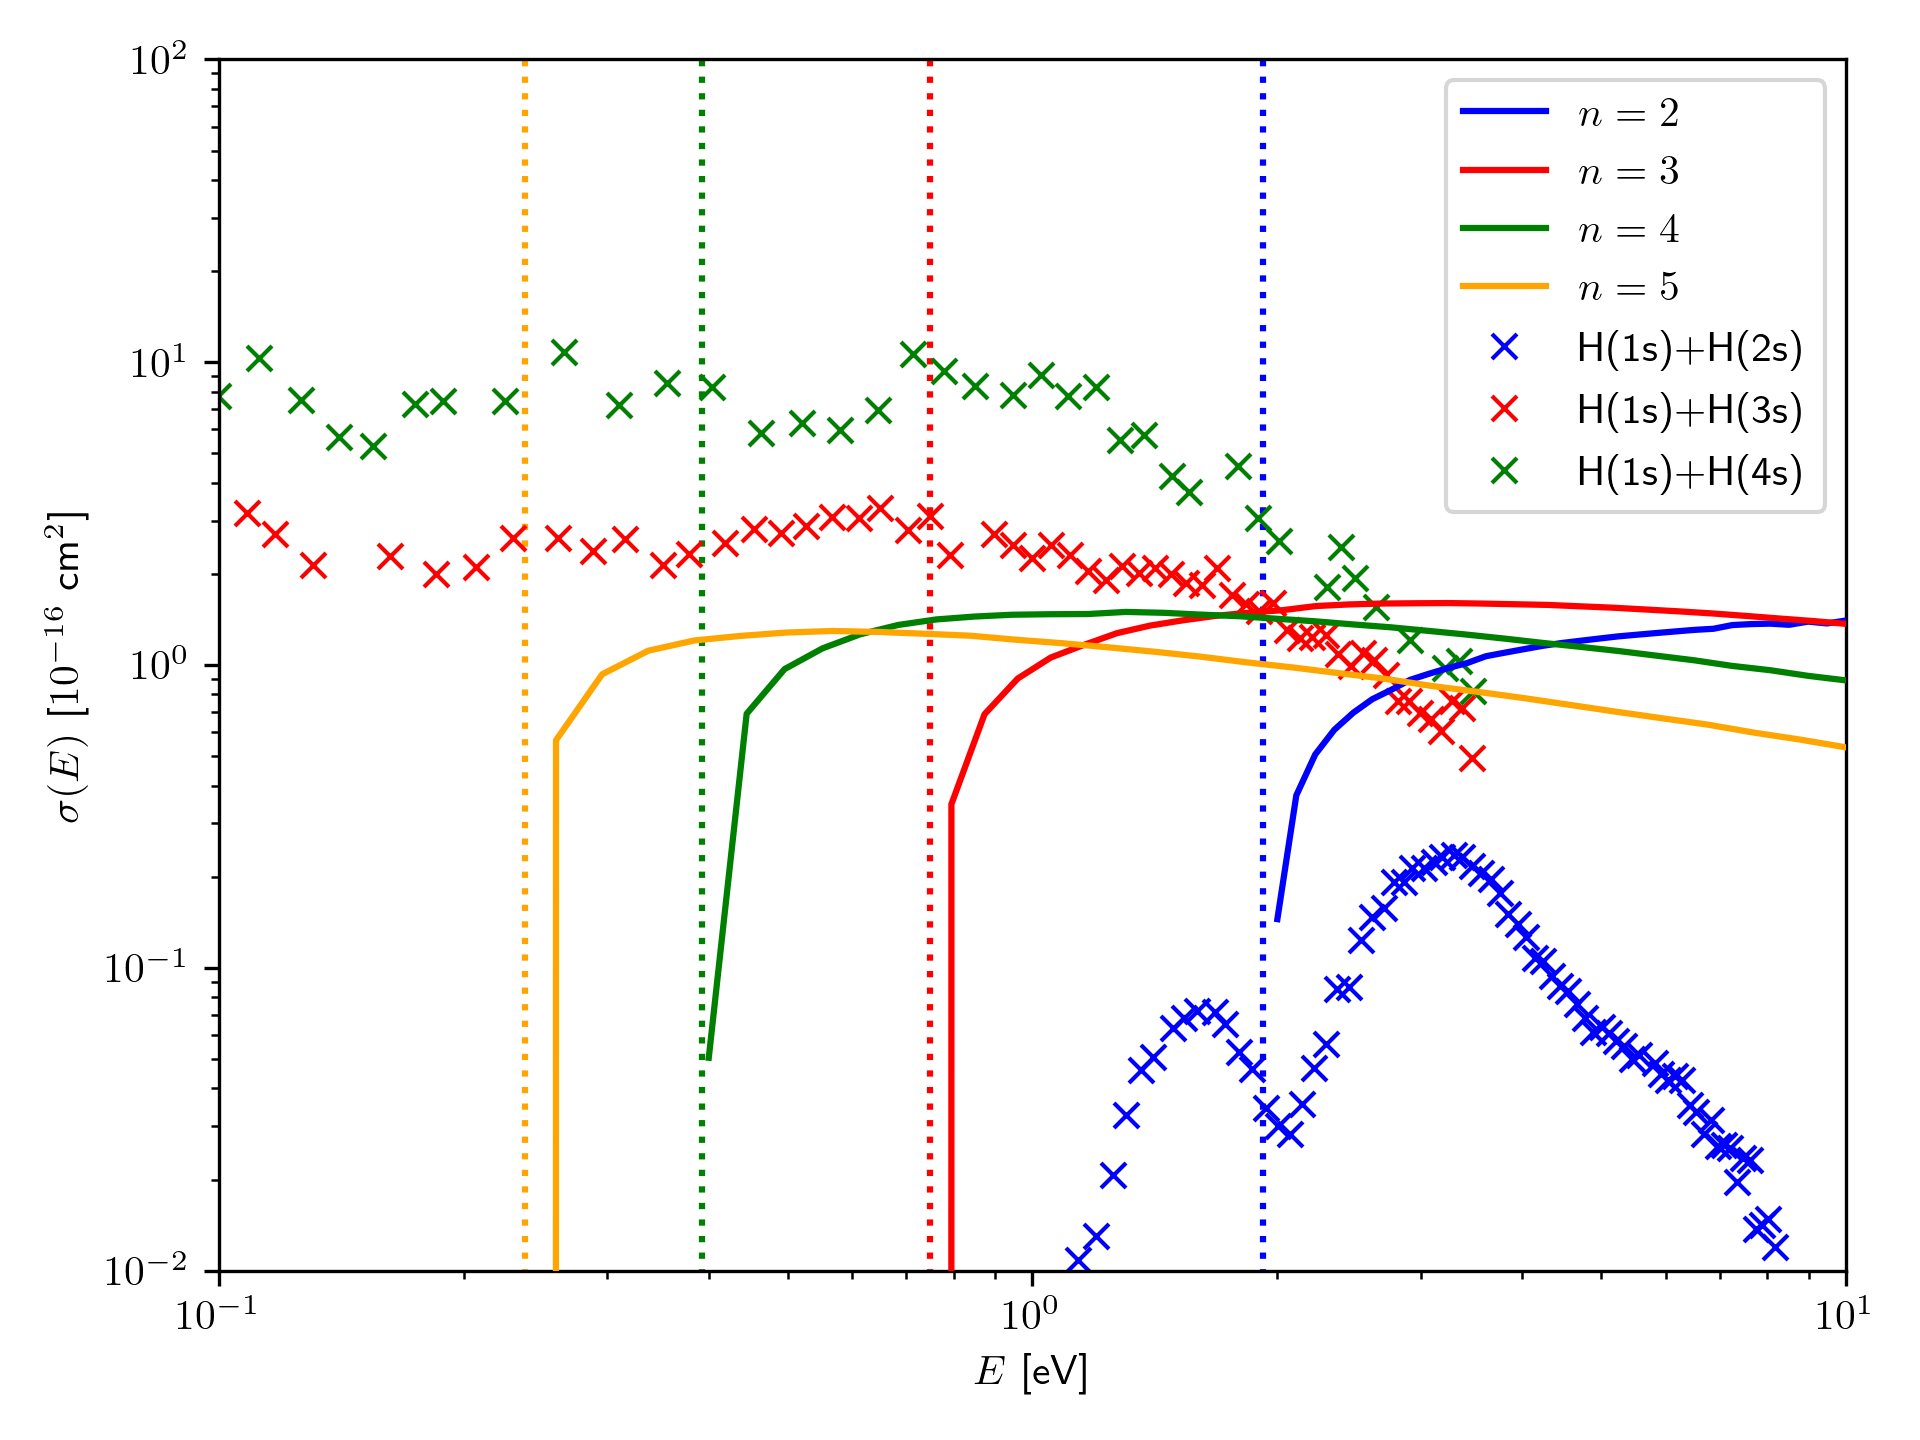 10²
10¹
10⁰
10⁻¹
10⁻²
σ(E) [10⁻¹⁶ cm²]
n = 2
n = 3
n = 4
n = 5
H(1s)+H(2s)
H(1s)+H(3s)
H(1s)+H(4s)
10⁻¹
10⁰
10¹
E [eV]